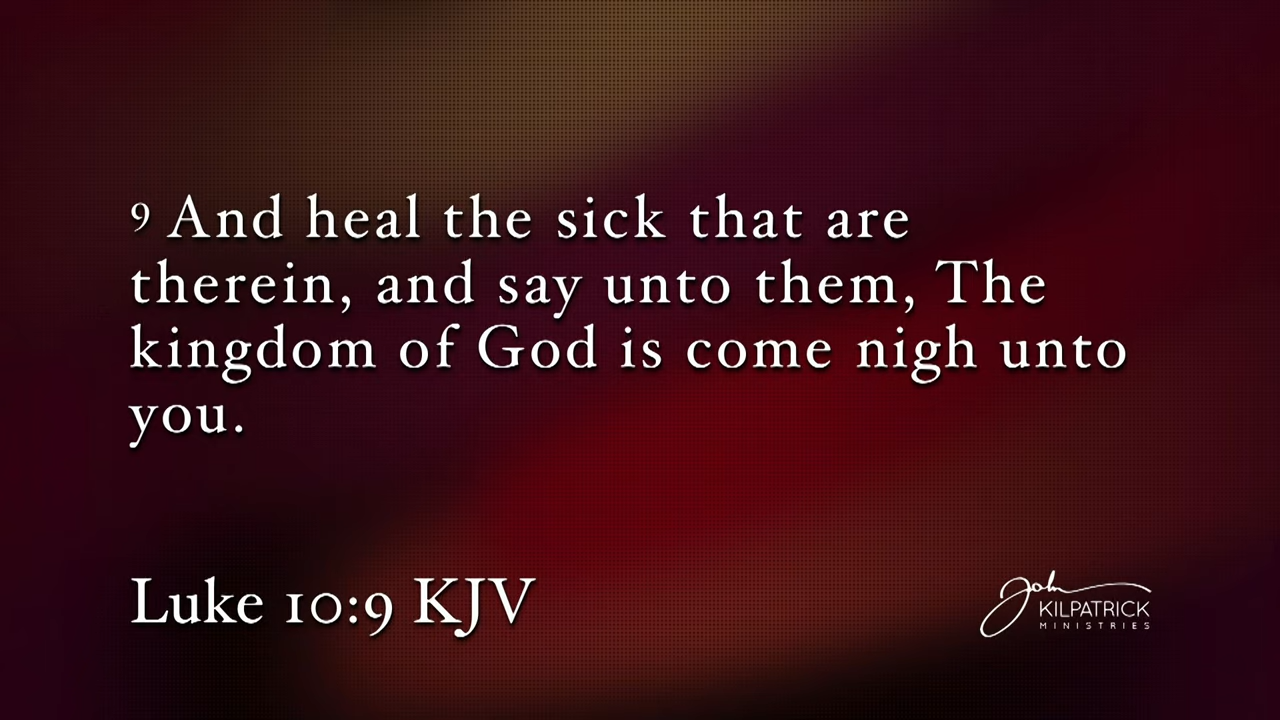 9 And heal the sick that are
therein, and say unto them, The
kingdom of God is come nigh unto
you.
Luke 10:9 KJV
John
KILPATRICK
MINISTRIES